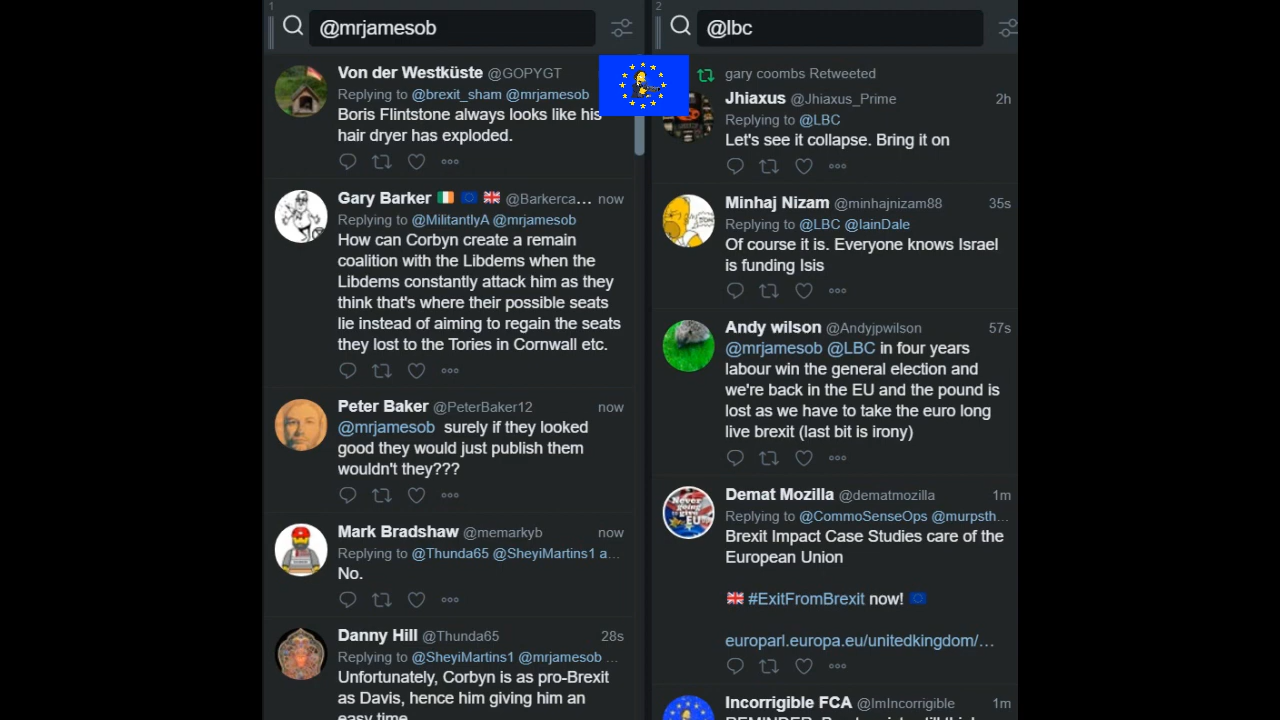 1
@mrjamesob
Von der Westküste @GOPYGT
Replying to @brexit_sham @mrjamesob
Boris Flintstone always looks like his
hair dryer has exploded.
Gary Barker @Barkerca... now
Replying to @MilitantlyA @mrjamesob
How can Corbyn create a remain
coalition with the Libdems when the
Libdems constantly attack him as they
think that's where their possible seats
lie instead of aiming to regain the seats
they lost to the Tories in Cornwall etc.
Peter Baker @PeterBaker12 now
@mrjamesob surely if they looked
good they would just publish them
wouldn't they???
Mark Bradshaw @memarkyb now
Replying to @Thunda65 @SheyiMartins1 a...
No.
Danny Hill @Thunda65 28s
Replying to @SheyiMartins1 @mrjamesob ...
Unfortunately, Corbyn is as pro-Brexit
as Davis, hence him giving him an
easy time
2
@lbc
gary coombs Retweeted
Jhiaxus @Jhiaxus_Prime 2h
Replying to @LBC
Let's see it collapse. Bring it on
Minhaj Nizam @minhajnizam88 35s
Replying to @LBC @IainDale
Of course it is. Everyone knows Israel
is funding Isis
Andy wilson @Andyjpwilson 57s
@mrjamesob @LBC in four years
labour win the general election and
we're back in the EU and the pound is
lost as we have to take the euro long
live brexit (last bit is irony)
Never
going to
give
EU
Demat Mozilla @dematmozilla 1m
Replying to @CommoSenseOps @murpsth...
Brexit Impact Case Studies care of the
European Union
#ExitFromBrexit now!
europarl.europa.eu/unitedkingdom/...
Incorrigible FCA @ImIncorrigible 1m